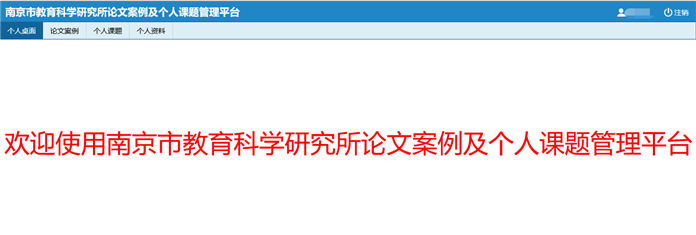 南京市教育科学研究所论文案例及个人课题管理平台
注销
个人桌面 论文案例 个人课题 个人资料
欢迎使用南京市教育科学研究所论文案例及个人课题管理平台